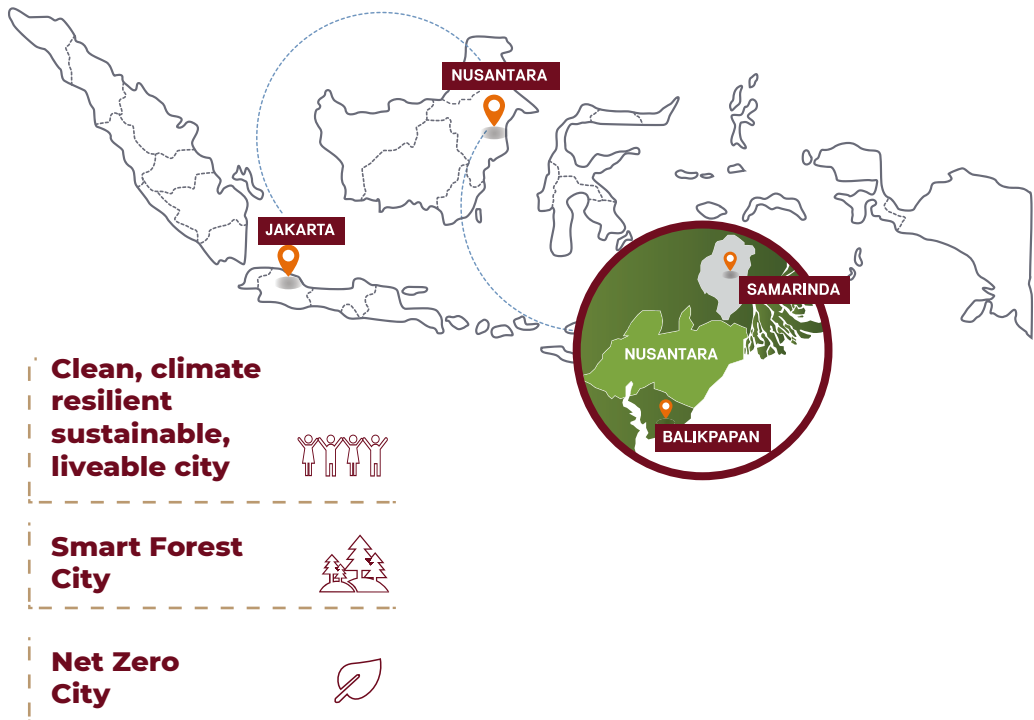 NUSANTARA
JAKARTA
SAMARINDA
NUSANTARA
BALIKPAPAN
Clean, climate
resilient
sustainable,
liveable city
Smart Forest
City
Net Zero
City